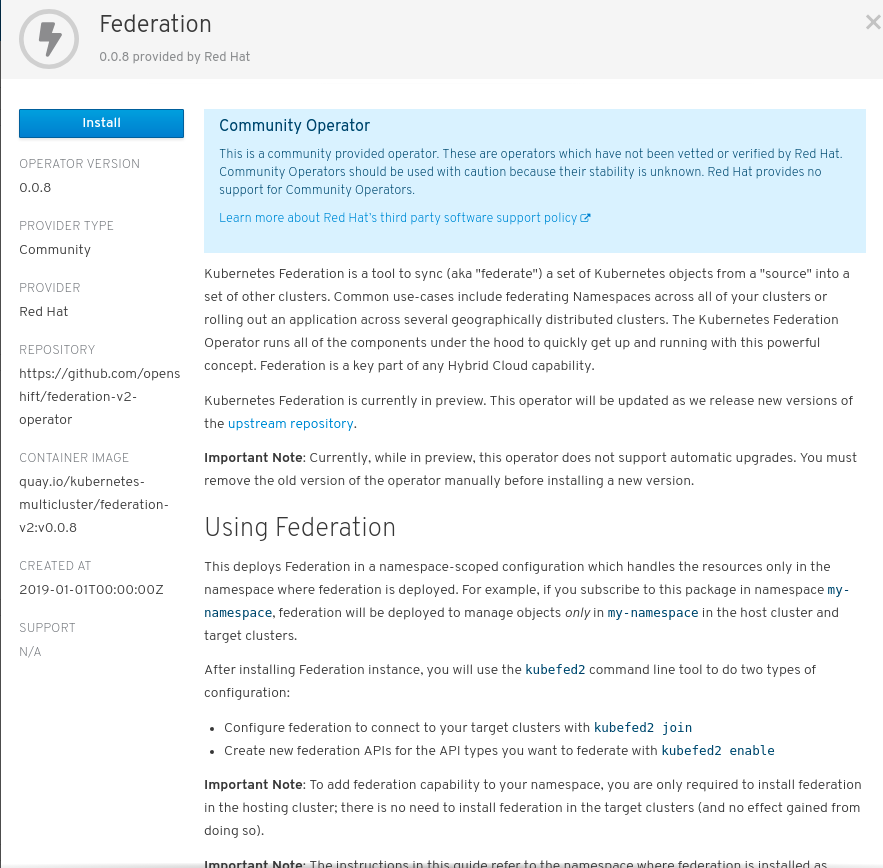 Federation
0.0.8 provided by Red Hat
Install
OPERATOR VERSION
0.0.8
PROVIDER TYPE
Community
PROVIDER
Red Hat
REPOSITORY
https://github.com/opens
hift/federation-v2-
operator
CONTAINER IMAGE
quay.io/kubernetes-
multicluster/federation-
v2:v0.0.8
CREATED AT
2019-01-01T00:00:00Z
SUPPORT
N/A
Community Operator
This is a community provided operator. These are operators which have not been vetted or verified by Red Hat.
Community Operators should be used with caution because their stability is unknown. Red Hat provides no
support for Community Operators.
Learn more about Red Hat's third party software support policy
Kubernetes Federation is a tool to sync (aka "federate") a set of Kubernetes objects from a "source" into a
set of other clusters. Common use-cases include federating Namespaces across all of your clusters or
rolling out an application across several geographically distributed clusters. The Kubernetes Federation
Operator runs all of the components under the hood to quickly get up and running with this powerful
concept. Federation is a key part of any Hybrid Cloud capability.
Kubernetes Federation is currently in preview. This operator will be updated as we release new versions of
the upstream repository.
Important Note: Currently, while in preview, this operator does not support automatic upgrades. You must
remove the old version of the operator manually before installing a new version.
Using Federation
This deploys Federation in a namespace-scoped configuration which handles the resources only in the
namespace where federation is deployed. For example, if you subscribe to this package in namespace my-
namespace, federation will be deployed to manage objects only in my-namespace in the host cluster and
target clusters.
After installing Federation instance, you will use the kubefed2 command line tool to do two types of
configuration:
• Configure federation to connect to your target clusters with kubefed2 join
• Create new federation APIs for the API types you want to federate with kubefed2 enable
Important Note: To add federation capability to your namespace, you are only required to install federation
in the hosting cluster; there is no need to install federation in the target clusters (and no effect gained from
doing so).
Important Note: The instructions in this guide refer to the namespace where federation is installed as